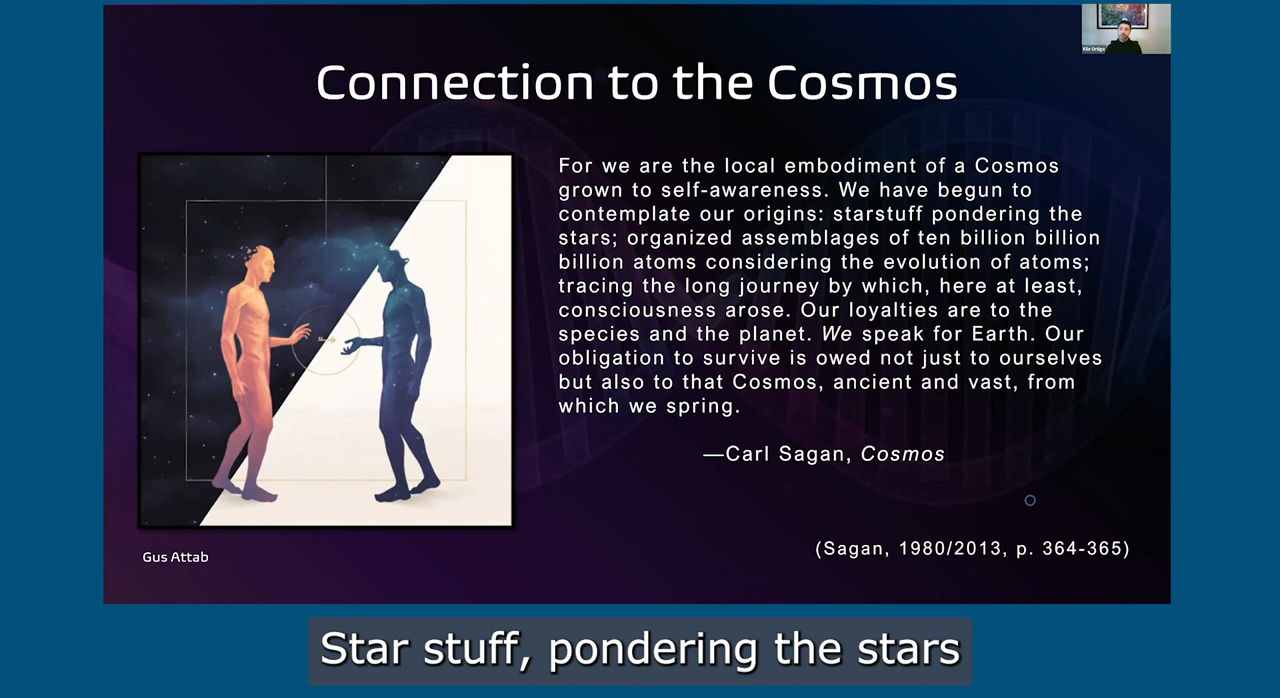 Kile Ortigo
Connection to the Cosmos
For we are the local embodiment of a Cosmos
grown to self-awareness. We have begun to
contemplate our origins: starstuff pondering the
stars; organized assemblages of ten billion billion
billion atoms considering the evolution of atoms;
tracing the long journey by which, here at least,
consciousness arose. Our loyalties are to the
species and the planet. We speak for Earth. Our
obligation to survive is owed not just to ourselves
but also to that Cosmos, ancient and vast, from
which we spring.
—Carl Sagan, Cosmos
(Sagan, 1980/2013, p. 364-365)
Gus Attab
Star stuff, pondering the stars